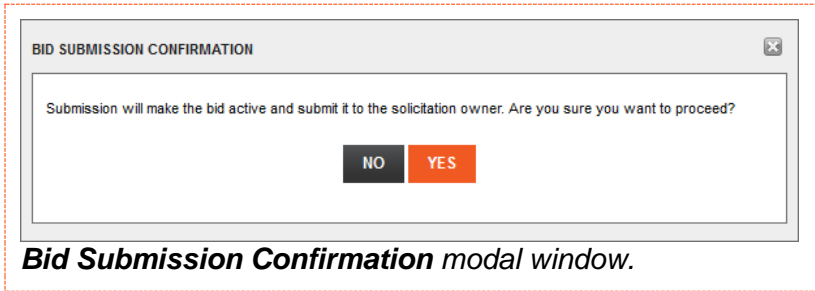 BID SUBMISSION CONFIRMATION
Submission will make the bid active and submit it to the solicitation owner. Are you sure you want to proceed?
NO YES
Bid Submission Confirmation modal window.